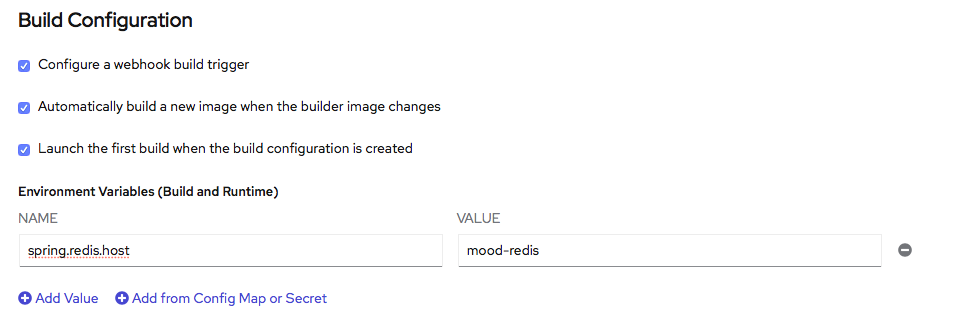 Build Configuration
Configure a webhook build trigger
Automatically build a new image when the builder image changes
Launch the first build when the build configuration is created
Environment Variables (Build and Runtime)
NAME VALUE
spring.redis.host mood-redis
Add Value Add from Config Map or Secret